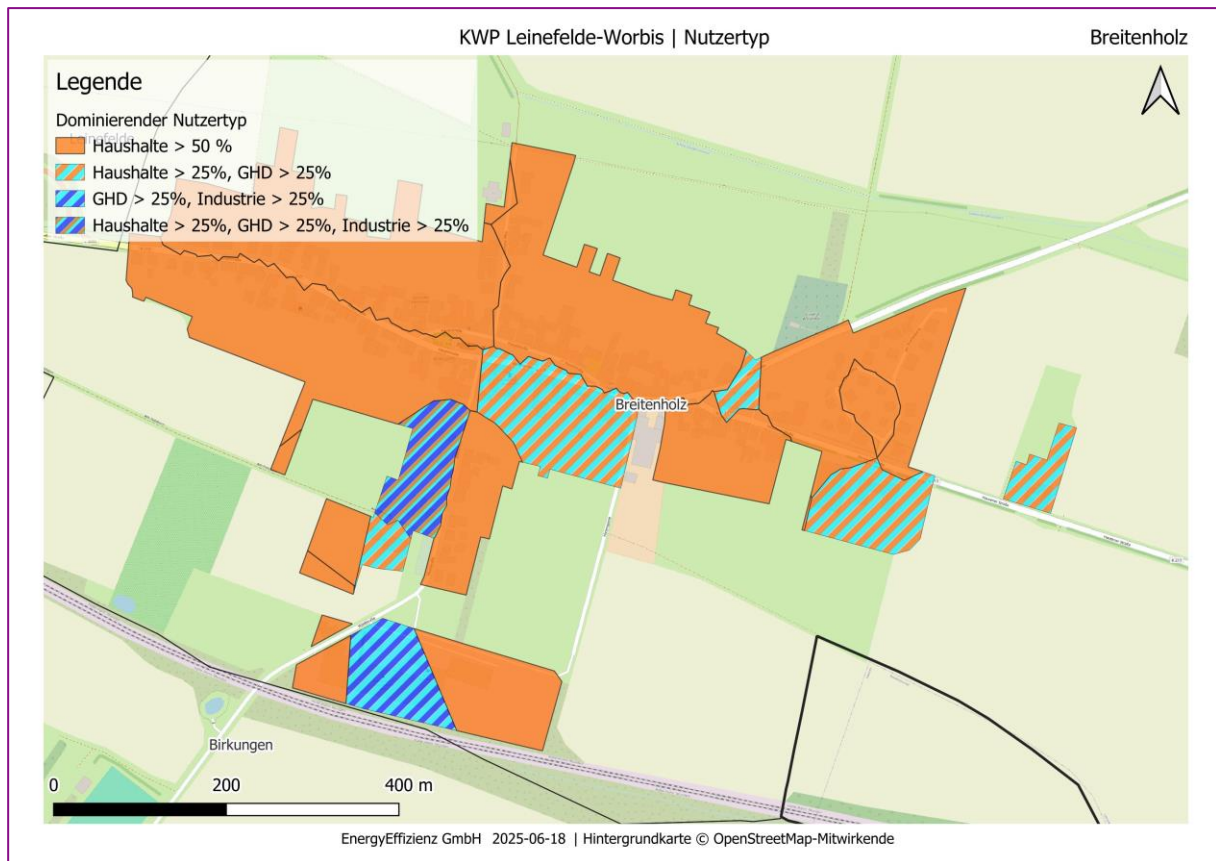 KWP Leinefelde-Worbis | Nutzertyp
Breitenholz
Legende
Dominierender Nutzertyp
Leinefelde
Haushalte > 50 %
Haushalte > 25%, GHD > 25%
GHD > 25%, Industrie > 25%
Haushalte > 25%, GHD > 25%, Industrie > 25%
Breitenholz
Birkungen
0 200 400 m
EnergyEffizienz GmbH 2025-06-18 | Hintergrundkarte © OpenStreetMap-Mitwirkende